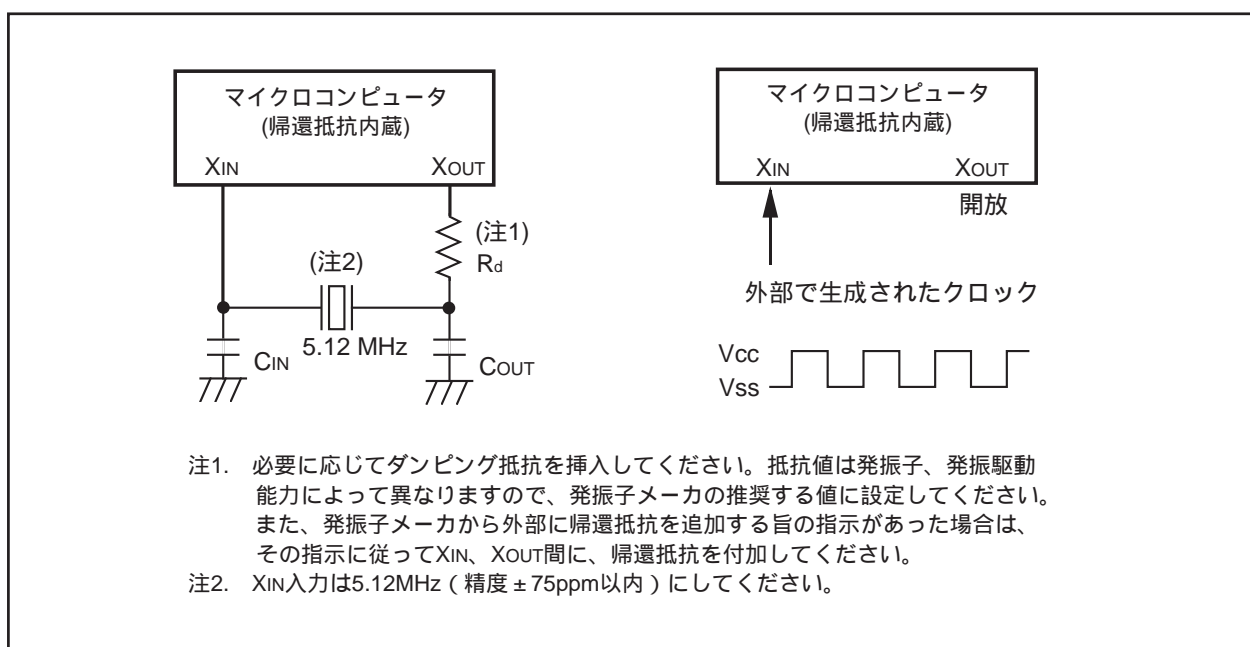 マイクロコンピュータ
(帰還抵抗内蔵)
XIN XOUT
(注1)
Rd
(注2)
5.12 MHz
CIN
COUT
マイクロコンピュータ
(帰還抵抗内蔵)
XIN XOUT
開放
外部で生成されたクロック
Vcc
Vss
注1. 必要に応じてダンピング抵抗を挿入してください。抵抗値は発振子、発振駆動
能力によって異なりますので、発振子メーカの推奨する値に設定してください。
また、発振子メーカから外部に帰還抵抗を追加する旨の指示があった場合は、
その指示に従ってXIN、XOUT間に、帰還抵抗を付加してください。
注2. XIN入力は5.12MHz(精度±75ppm以内)にしてください。